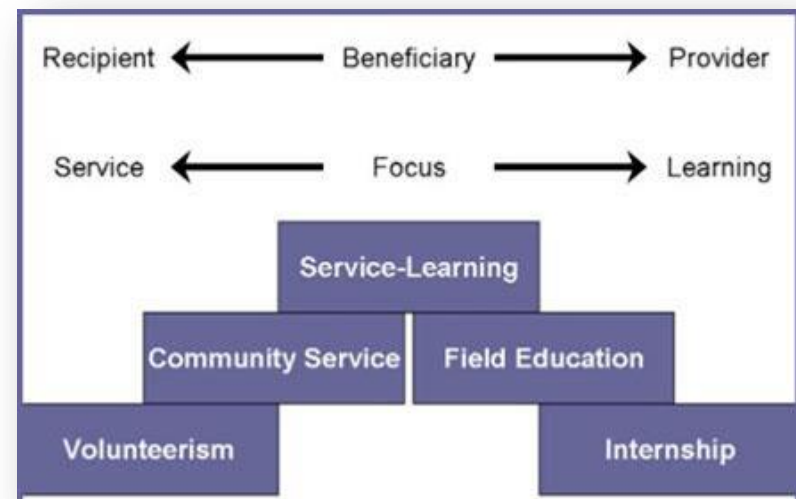 Recipient Beneficiary Provider
Service Focus Learning
Service-Learning
Community Service Field Education
Volunteerism Internship